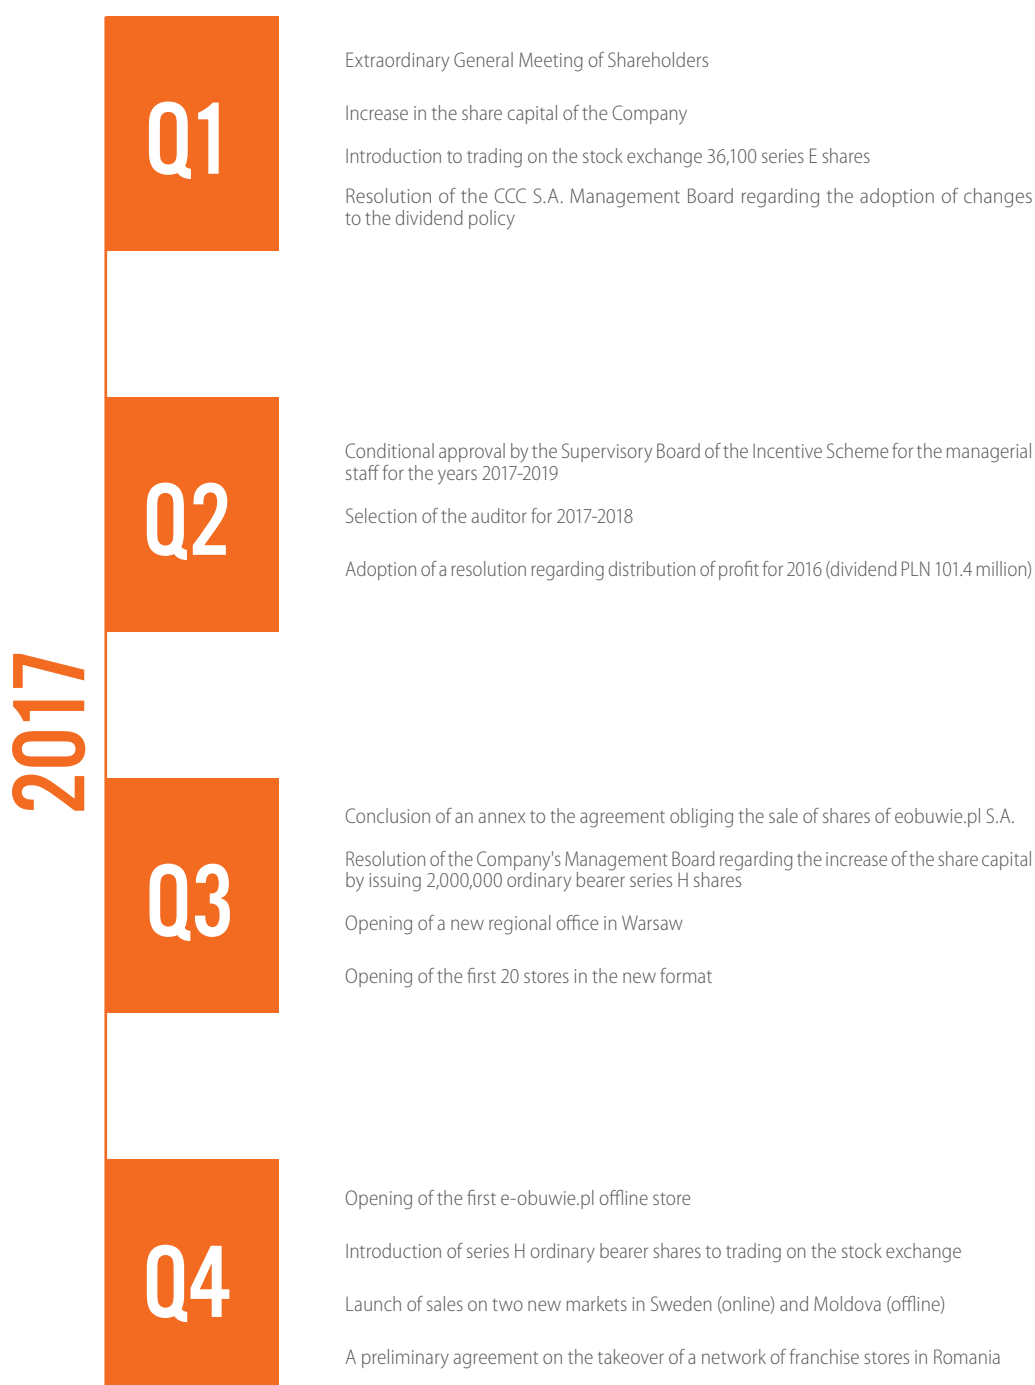 2017
Q1
Extraordinary General Meeting of Shareholders
Increase in the share capital of the Company
Introduction to trading on the stock exchange 36,100 series E shares
Resolution of the CCC S.A. Management Board regarding the adoption of changes
to the dividend policy
Q2
Conditional approval by the Supervisory Board of the Incentive Scheme for the managerial
staff for the years 2017-2019
Selection of the auditor for 2017-2018
Adoption of a resolution regarding distribution of profit for 2016 (dividend PLN 101.4 million)
Q3
Conclusion of an annex to the agreement obliging the sale of shares of eobuwie.pl S.A.
Resolution of the Company's Management Board regarding the increase of the share capital
by issuing 2,000,000 ordinary bearer series H shares
Opening of a new regional office in Warsaw
Opening of the first 20 stores in the new format
Q4
Opening of the first e-obuwie.pl offline store
Introduction of series H ordinary bearer shares to trading on the stock exchange
Launch of sales on two new markets in Sweden (online) and Moldova (offline)
A preliminary agreement on the takeover of a network of franchise stores in Romania